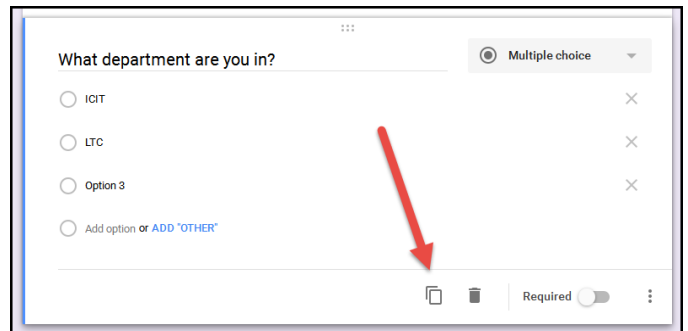 What department are you in?
Multiple choice
ICIT
LTC
Option 3
Add option or ADD "OTHER"
Required